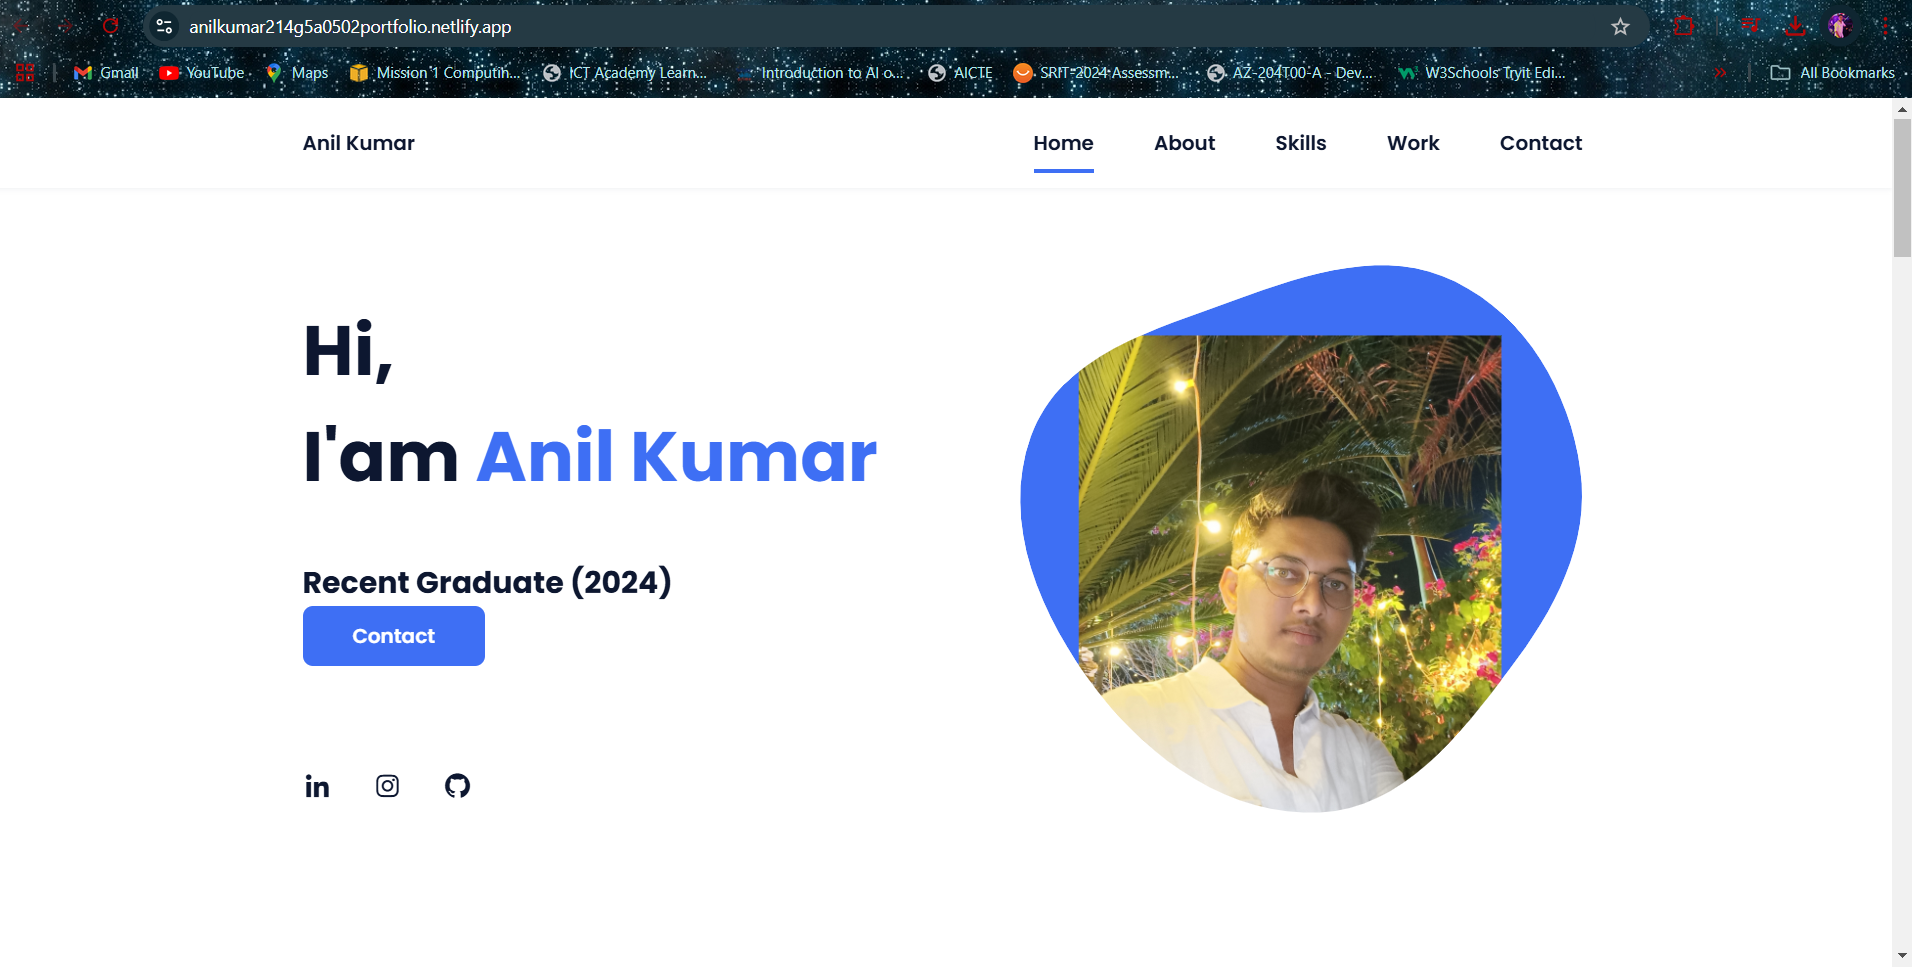 anilkumar214g5a0502portfolio.netlify.app
Gmail YouTube Maps Mission 1 Computih... ICT Academy Learn... Introduction to AI o... AICTE SRIT-2024 Assessm... AZ-204T00-A - Dev... W3Schools Tryit Edi... All Bookmarks
Anil Kumar Home About Skills Work Contact
Hi,
I'am Anil Kumar
Recent Graduate (2024)
Contact